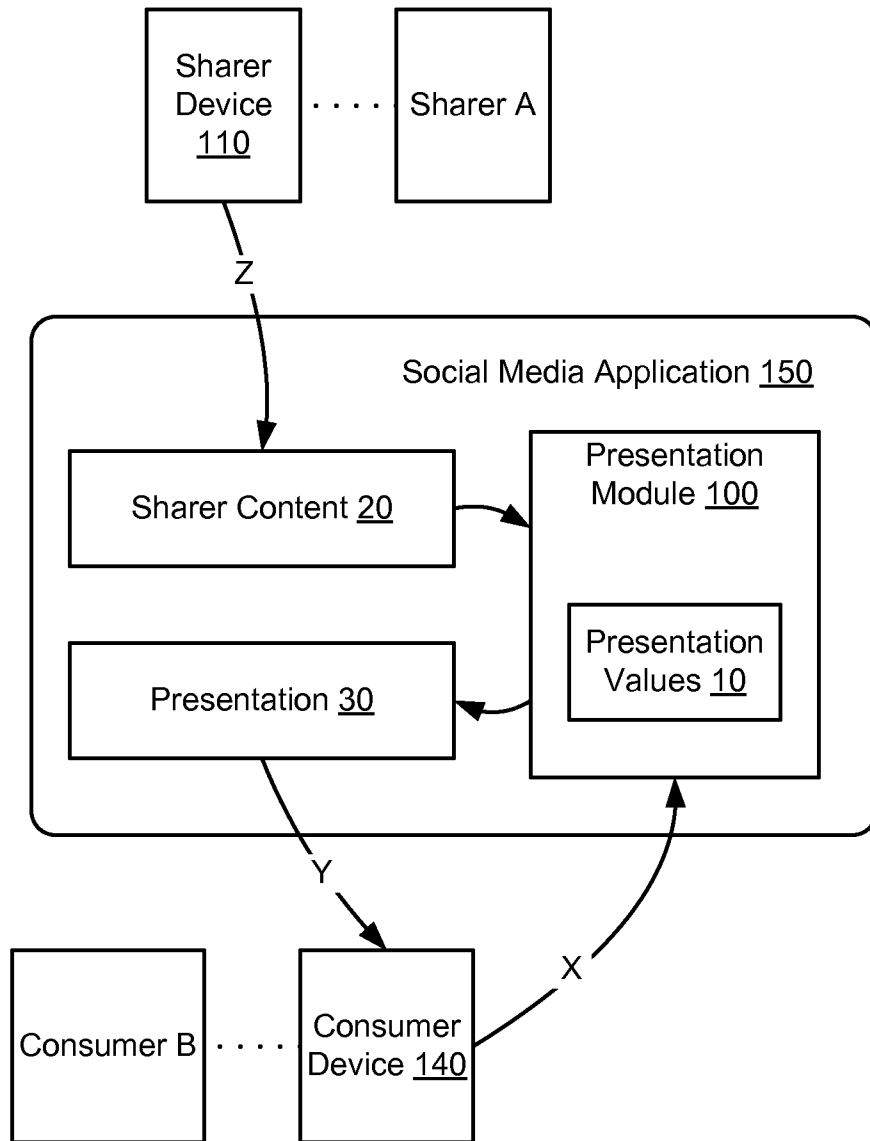 Sharer
Device
110
Sharer A
Z
Social Media Application 150
Sharer Content 20
Presentation
Module 100
Presentation
Values 10
Presentation 30
Y
X
Consumer B
Consumer
Device 140